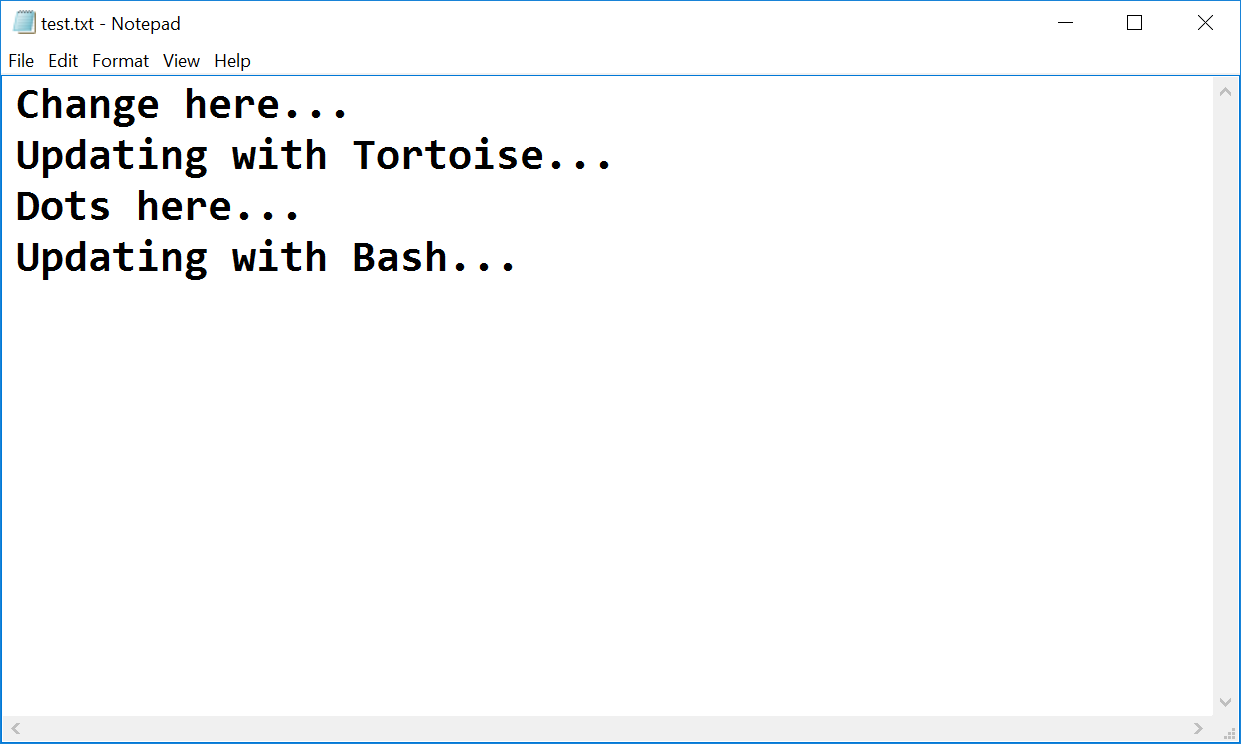 test.txt - Notepad
File Edit Format View Help
Change here...
Updating with Tortoise...
Dots here...
Updating with Bash...